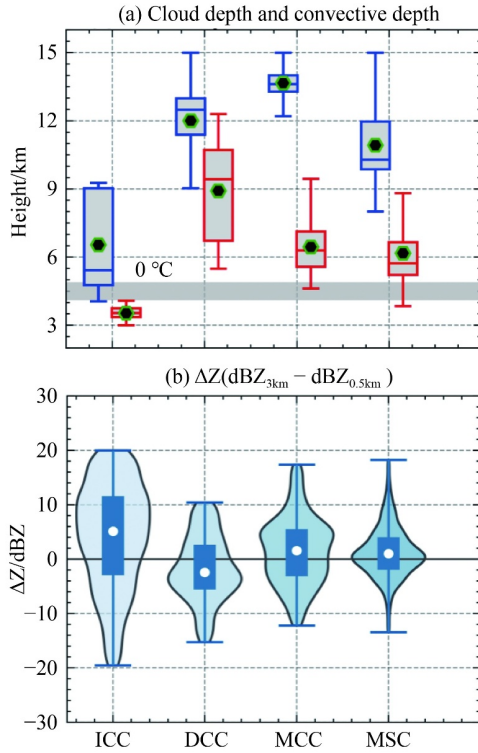 (a) Cloud depth and convective depth
15
12
9
6
3
Height/km
0 °C
(b) ΔZ(dBZ3km − dBZ0.5km)
30
20
10
0
−10
−20
−30
ΔZ/dBZ
ICC DCC MCC MSC